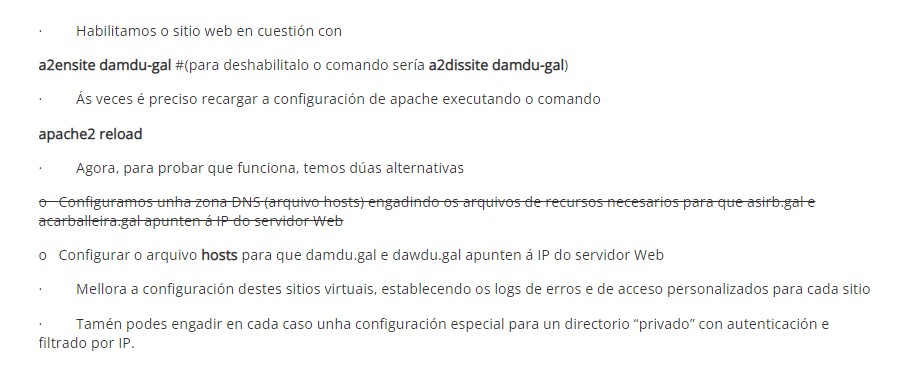 · Habilitamos o sitio web en cuestión con
a2ensite damdu-gal #(para deshabilitalo o comando sería a2dissite damdu-gal)
· Ás veces é preciso recargar a configuración de apache executando o comando
apache2 reload
· Agora, para probar que funciona, temos dúas alternativas
o Configuramos unha zona DNS (arquivo hosts) engadindo os arquivos de recursos necesarios para que asirb.gal e
acarballeira.gal apunten á IP do servidor Web
o Configurar o arquivo hosts para que damdu.gal e dawdu.gal apunten á IP do servidor Web
· Mellora a configuración destes sitios virtuais, establecendo os logs de erros e de acceso personalizados para cada sitio
· Tamén podes engadir en cada caso unha configuración especial para un directorio “privado” con autenticación e
filtrado por IP.